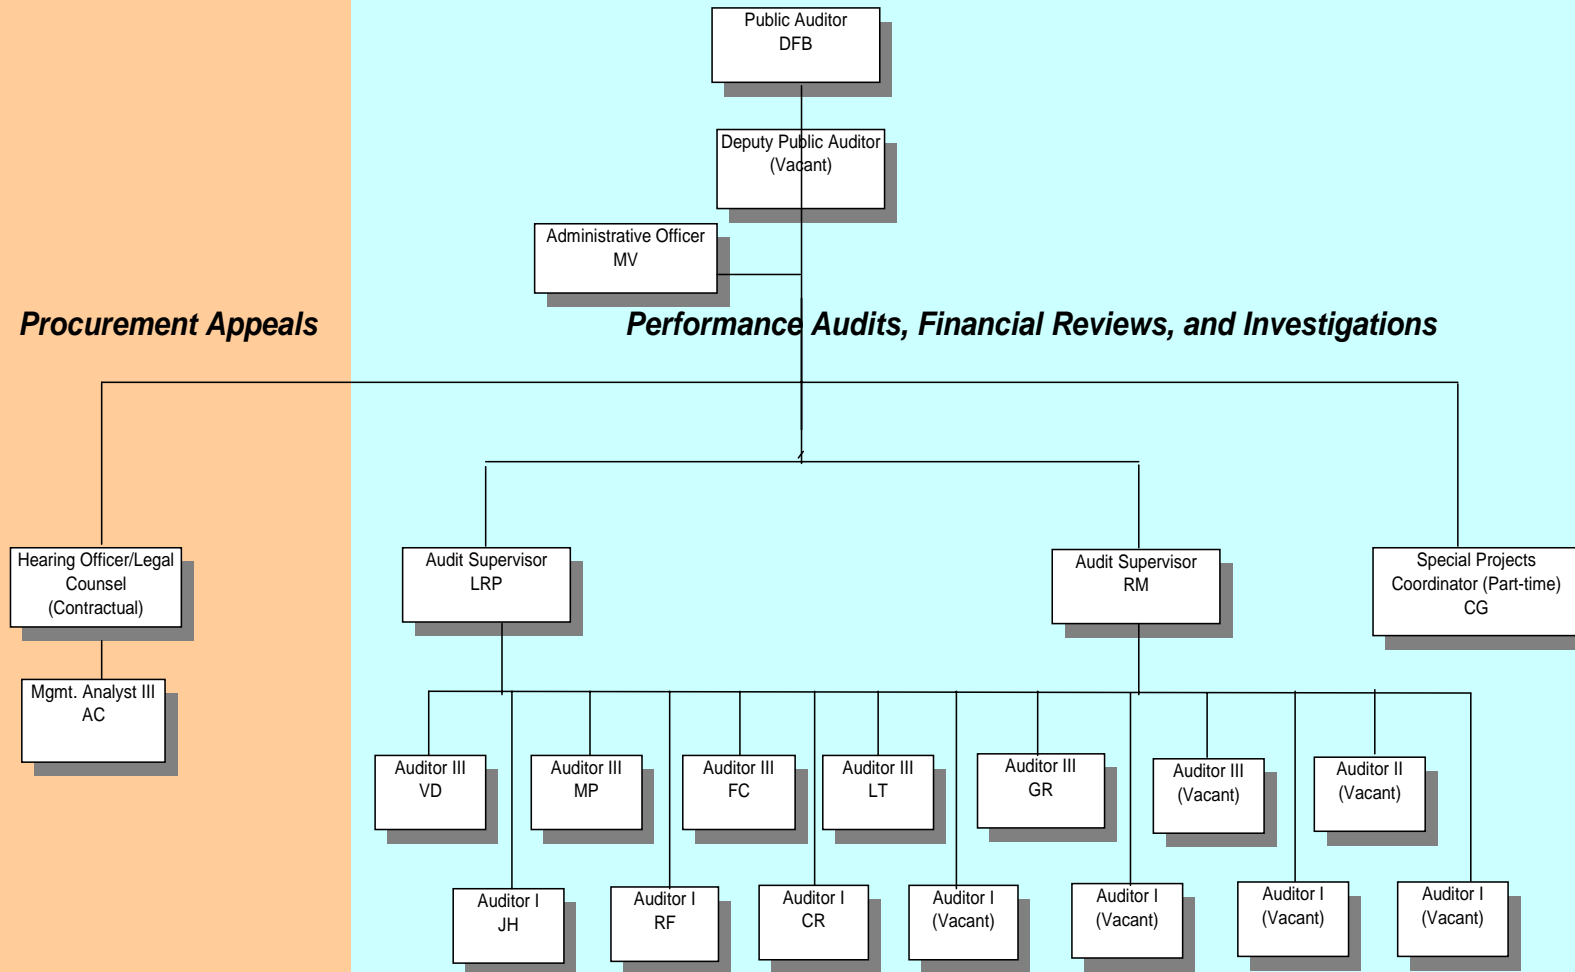 Public Auditor
DFB
Deputy Public Auditor
(Vacant)
Administrative Officer
MV
Procurement Appeals
Performance Audits, Financial Reviews, and Investigations
Hearing Officer/Legal
Counsel
(Contractual)
Audit Supervisor
LRP
Audit Supervisor
RM
Special Projects
Coordinator (Part-time)
CG
Mgmt. Analyst III
AC
Auditor III
VD
Auditor III
MP
Auditor III
FC
Auditor III
LT
Auditor III
GR
Auditor III
(Vacant)
Auditor II
(Vacant)
Auditor I
JH
Auditor I
RF
Auditor I
CR
Auditor I
(Vacant)
Auditor I
(Vacant)
Auditor I
(Vacant)
Auditor I
(Vacant)